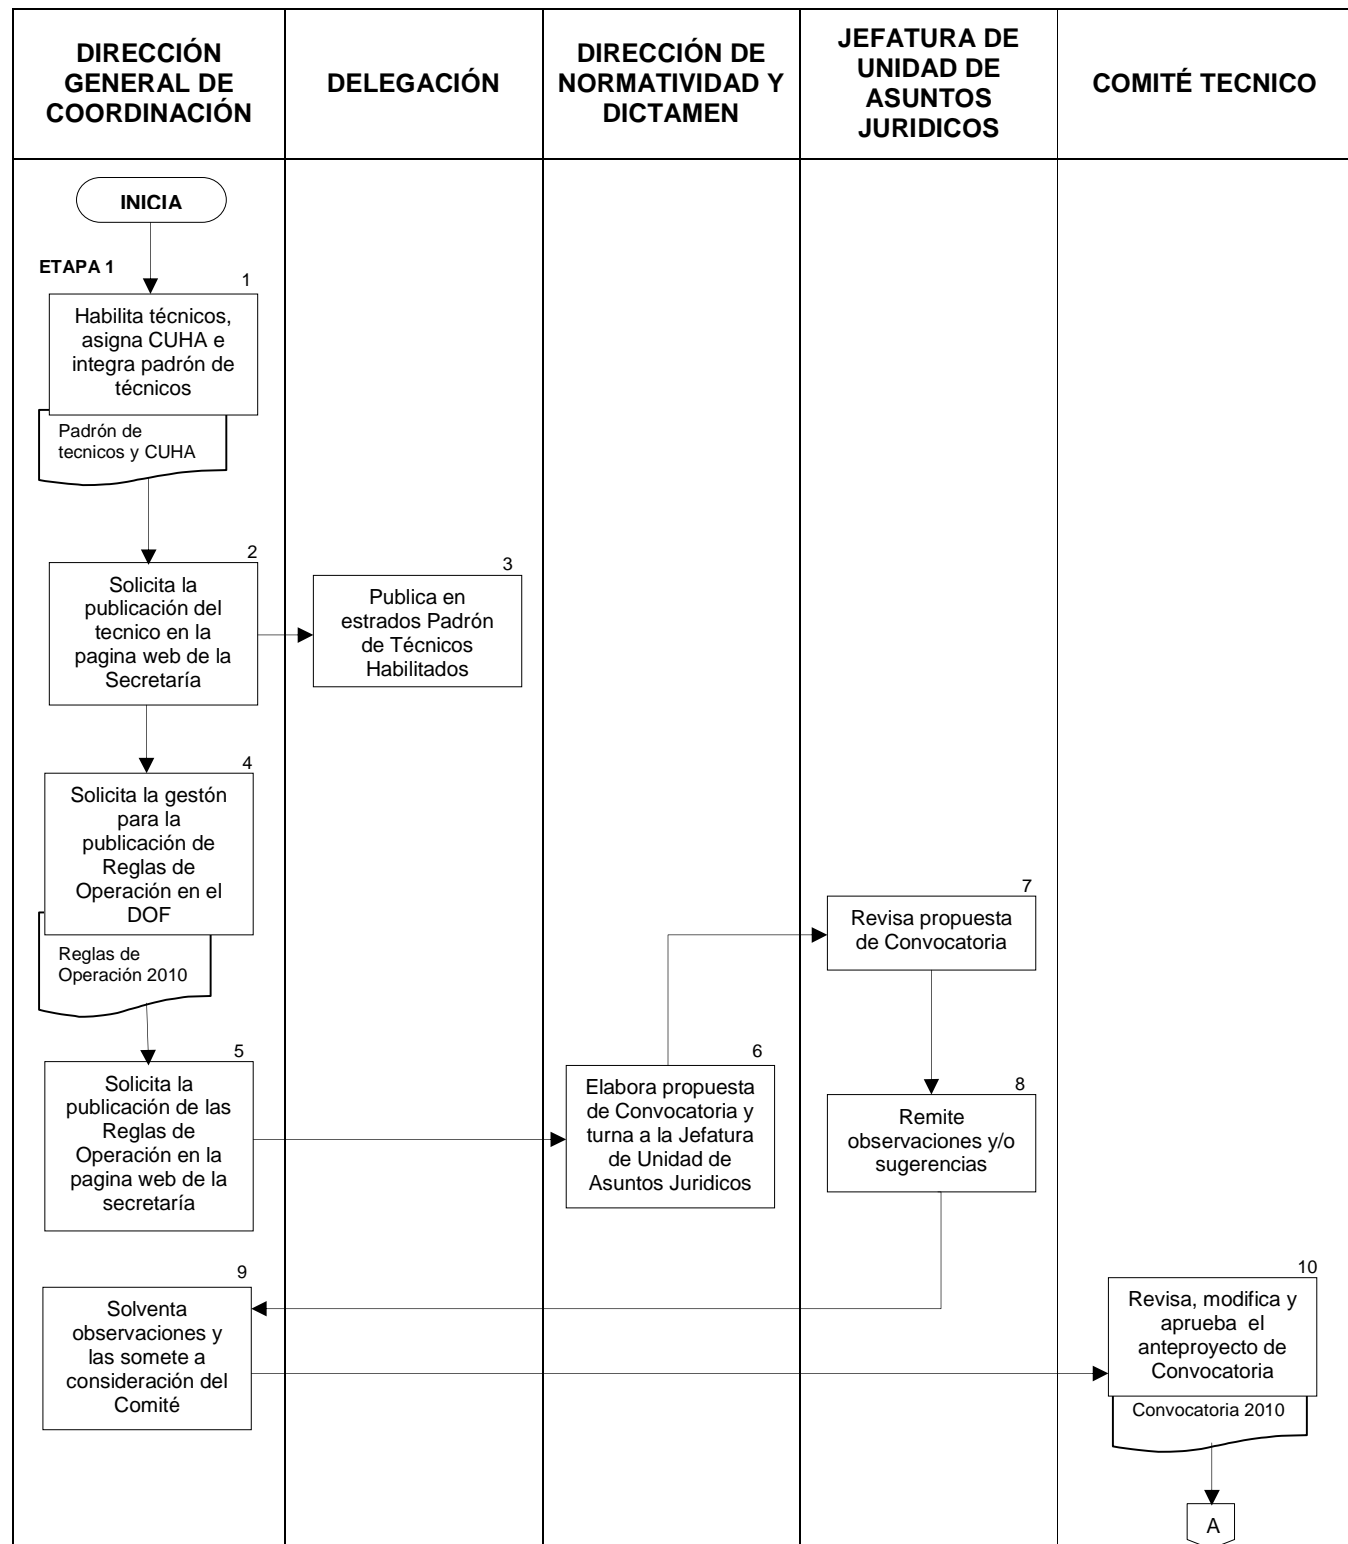 DIRECCIÓN
GENERAL DE
COORDINACIÓN
DELEGACIÓN
DIRECCIÓN DE
NORMATIVIDAD Y
DICTAMEN
JEFATURA DE
UNIDAD DE
ASUNTOS
JURIDICOS
COMITÉ TECNICO
INICIA
ETAPA 1
1
Habilita técnicos,
asigna CUHA e
integra padrón de
técnicos
Padrón de
tecnicos y CUHA
2
Solicita la
publicación del
tecnico en la
pagina web de la
Secretaría
3
Publica en
estrados Padrón
de Técnicos
Habilitados
4
Solicita la gestón
para la
publicación de
Reglas de
Operación en el
DOF
Reglas de
Operación 2010
5
Solicita la
publicación de las
Reglas de
Operación en la
pagina web de la
secretaría
6
Elabora propuesta
de Convocatoria y
turna a la Jefatura
de Unidad de
Asuntos Juridicos
7
Revisa propuesta
de Convocatoria
8
Remite
observaciones y/o
sugerencias
9
Solventa
observaciones y
las somete a
consideración del
Comité
10
Revisa, modifica y
aprueba el
anteproyecto de
Convocatoria
Convocatoria 2010
A